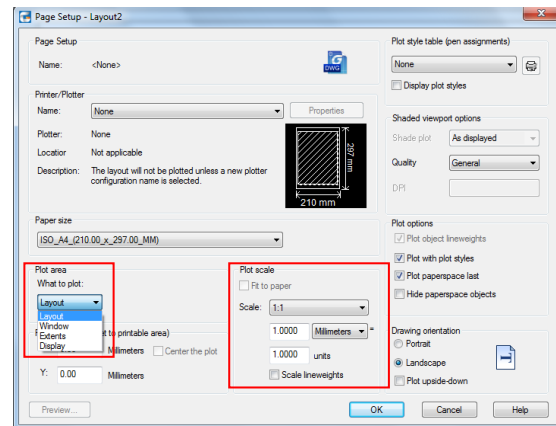 Page Setup - Layout2
Page Setup
Name: <None>
DWG
Printer/Plotter
Name: None Properties
Plotter: None
Locatior Not applicable
Description: The layout will not be plotted unless a new plotter
configuration name is selected.
297 mm
210 mm
Paper size
ISO_A4_(210.00_x_297.00_MM)
Plot area
What to plot:
Layout
Layout
Window
Extents
Display
to printable area)
Millimeters Center the plot
Y: 0.00 Millimeters
Plot scale
Fit to paper
Scale: 1:1
1.0000 Millimeters =
1.0000 units
Scale lineweights
Plot style table (pen assignments)
None
Display plot styles
Shaded viewport options
Shade plot As displayed
Quality General
DPI
Plot options
Plot object lineweights
Plot with plot styles
Plot paperspace last
Hide paperspace objects
Drawing orientation
Portrait
Landscape
Plot upside-down
Preview...
OK
Cancel
Help